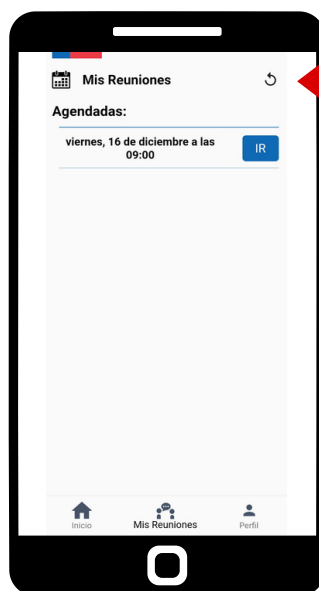 Mis Reuniones
Agendadas:
viernes, 16 de diciembre a las
09:00
IR
Inicio
Mis Reuniones
Perfil